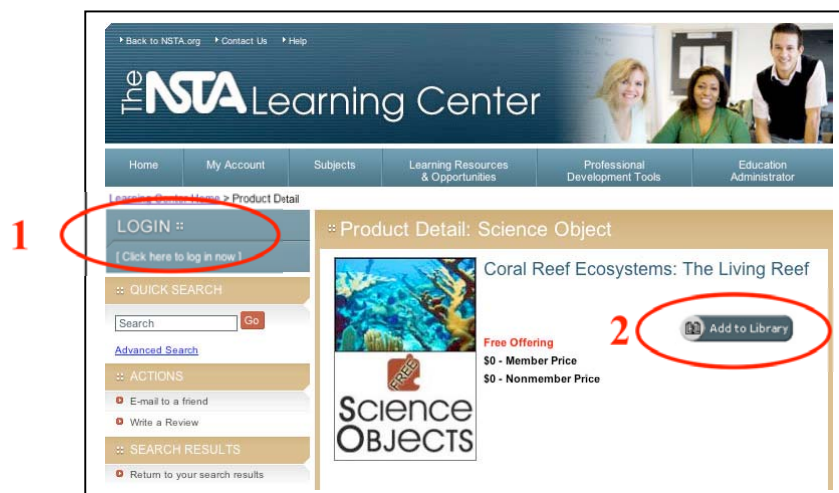 Back to NSTA.org Contact Us Help
The NSTA Learning Center
Home My Account Subjects Learning Resources & Opportunities Professional Development Tools Education Administrator
Learning Center Home > Product Detail
1
LOGIN ::
[ Click here to log in now ]
:: QUICK SEARCH
Search Go
Advanced Search
:: ACTIONS
E-mail to a friend
Write a Review
:: SEARCH RESULTS
Return to your search results
:: Product Detail: Science Object
Coral Reef Ecosystems: The Living Reef
2
Add to Library
Free Offering
$0 - Member Price
$0 - Nonmember Price
FREE
SCIENCE
OBJECTS